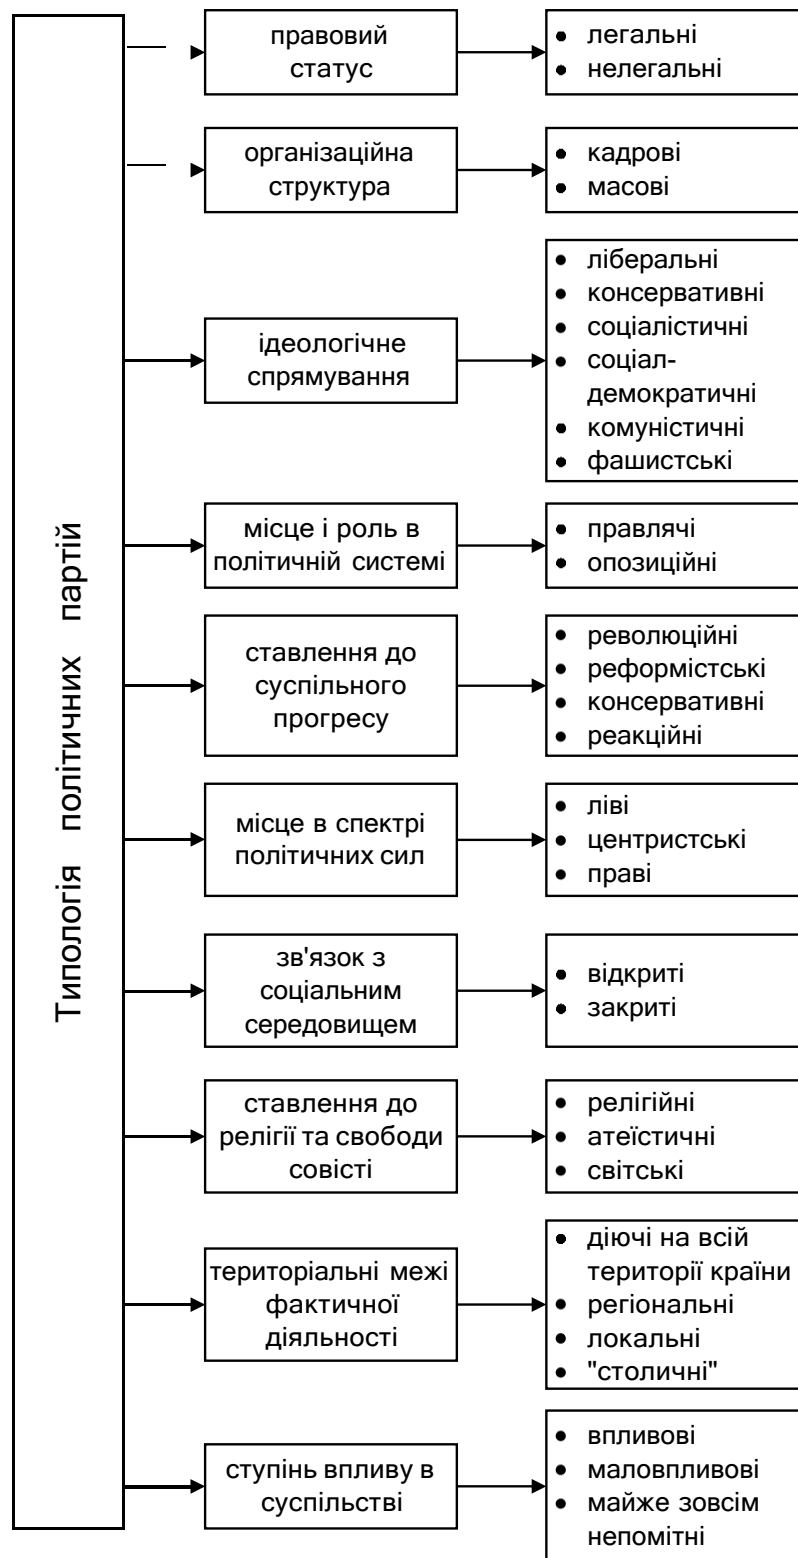 Типологія політичних партій
правовий
статус
• легальні
• нелегальні
організаційна
структура
• кадрові
• масові
ідеологічне
спрямування
• ліберальні
• консервативні
• соціалістичні
• соціал-
демократичні
• комуністичні
• фашистські
місце і роль в
політичній системі
• правлячі
• опозиційні
ставлення до
суспільного
прогресу
• революційні
• реформістські
• консервативні
• реакційні
місце в спектрі
політичних сил
• ліві
• центристські
• праві
зв'язок з
соціальним
середовищем
• відкриті
• закриті
ставлення до
релігії та свободи
совісті
• релігійні
• атеїстичні
• світські
територіальні межі
фактичної
діяльності
• діючі на всій
території країни
• регіональні
• локальні
• "столичні"
ступінь впливу в
суспільстві
• впливові
• маловпливові
• майже зовсім
непомітні